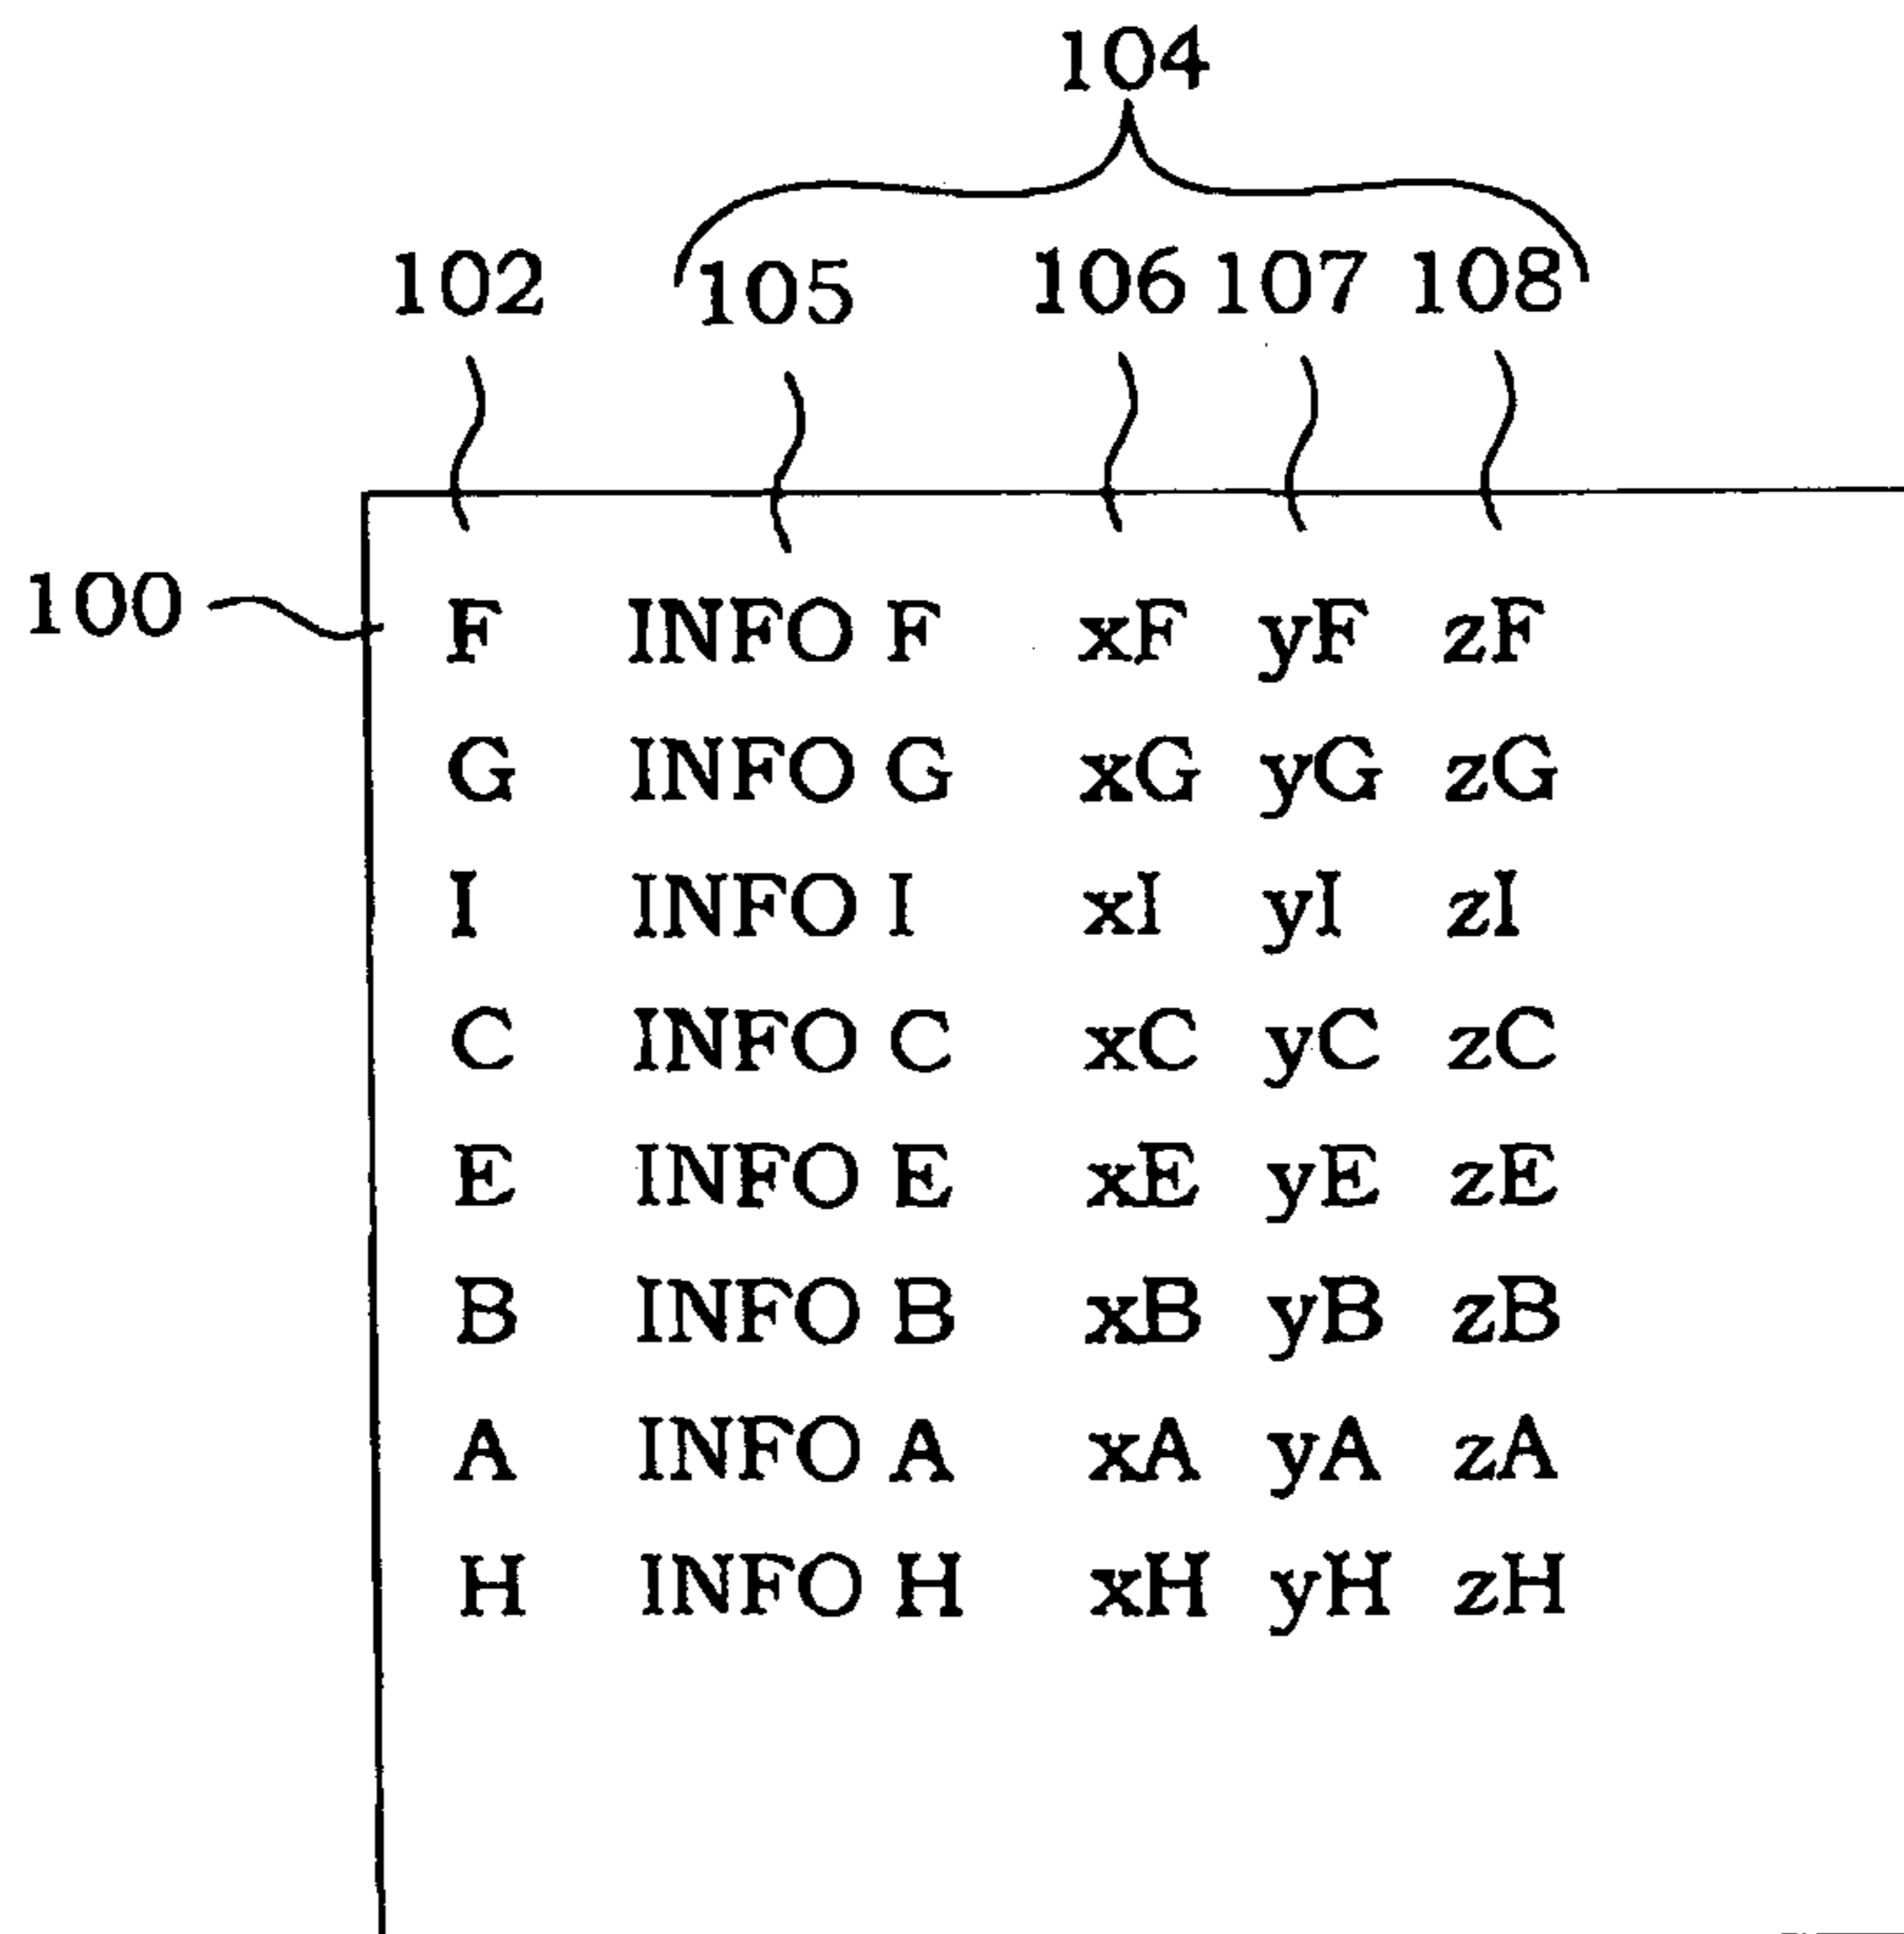 104
102 105 106 107 108
100
F INFO F xF yF zF
G INFO G xG yG zG
I INFO I xI yI zI
C INFO C xC yC zC
E INFO E xE yE zE
B INFO B xB yB zB
A INFO A xA yA zA
H INFO H xH yH zH